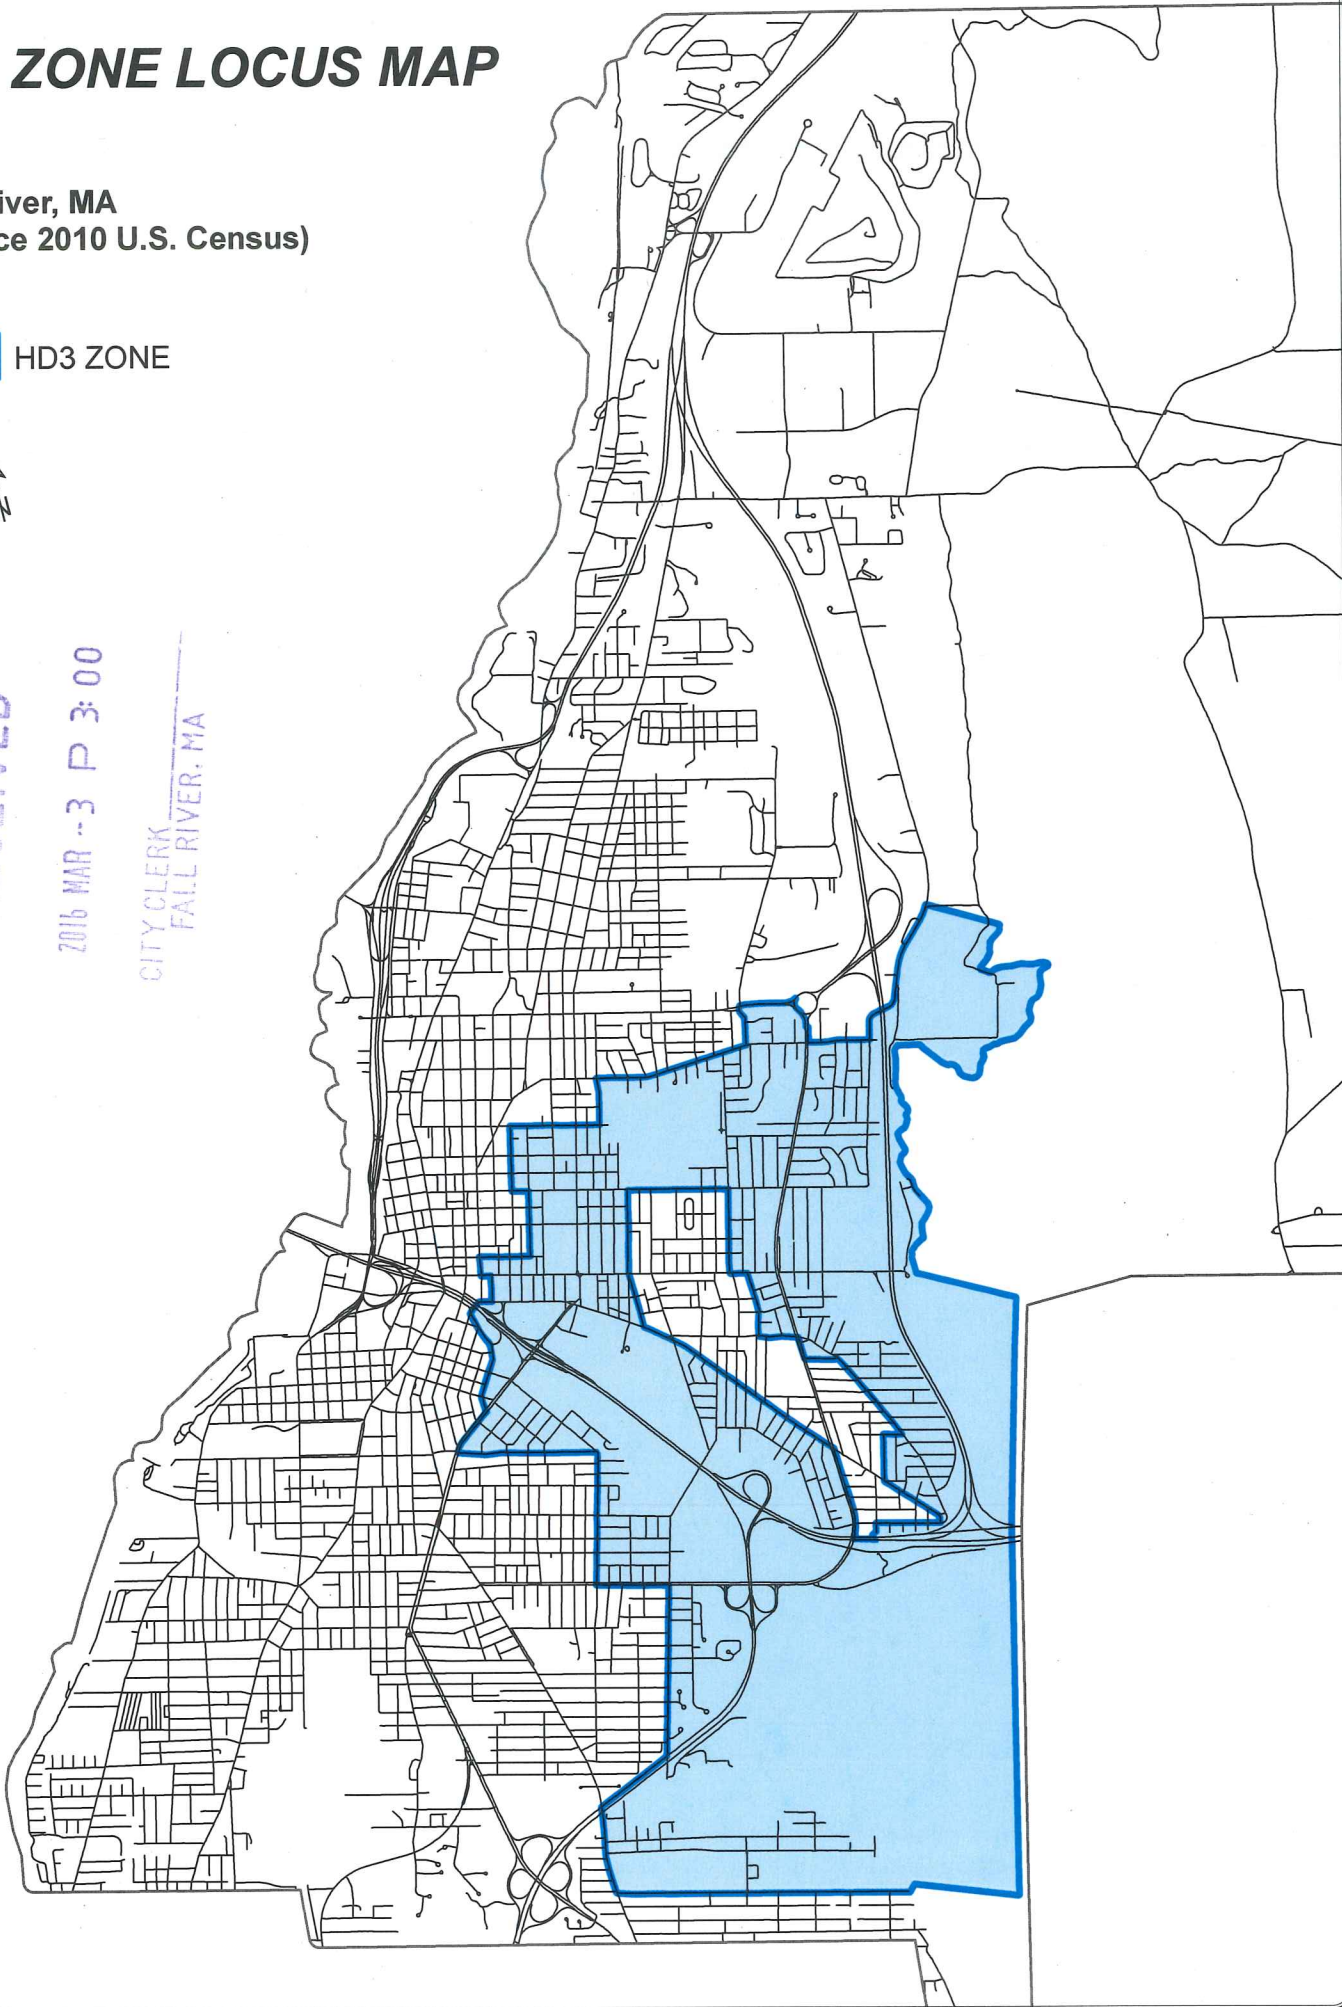 ZONE LOCUS MAP
iver, MA
ce 2010 U.S. Census)
HD3 ZONE
N
2016 MAR -3 P 3:00
CITY CLERK
FALL RIVER, MA